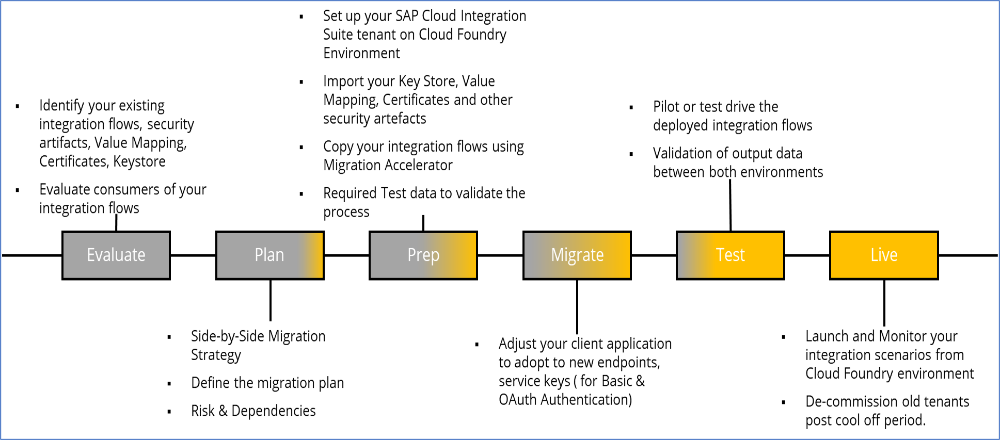 ▪ Identify your existing
integration flows, security
artifacts, Value Mapping,
Certificates, Keystore
▪ Evaluate consumers of your
integration flows
▪ Set up your SAP Cloud Integration
Suite tenant on Cloud Foundry
Environment
▪ Import your Key Store, Value
Mapping, Certificates and other
security artefacts
▪ Copy your integration flows using
Migration Accelerator
▪ Required Test data to validate the
process
▪ Pilot or test drive the
deployed integration flows
▪ Validation of output data
between both environments
Evaluate
Plan
Prep
Migrate
Test
Live
▪ Side-by-Side Migration
Strategy
▪ Define the migration plan
▪ Risk & Dependencies
▪ Adjust your client application
to adopt to new endpoints,
service keys ( for Basic &
OAuth Authentication)
▪ Launch and Monitor your
integration scenarios from
Cloud Foundry environment
▪ De-commission old tenants
post cool off period.